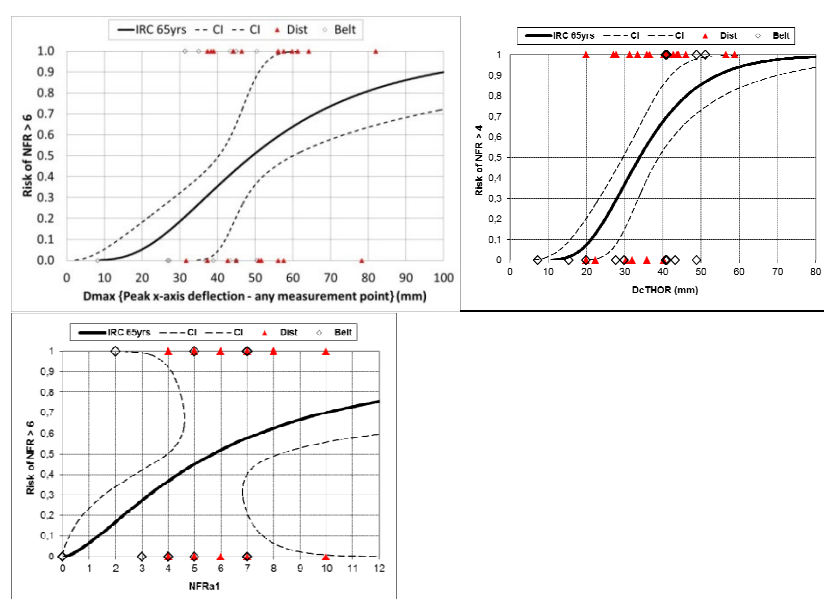 IRC 65yrs CI CI Dist Belt
Risk of NFR > 6
1.0
0.9
0.8
0.7
0.6
0.5
0.4
0.3
0.2
0.1
0.0
0 10 20 30 40 50 60 70 80 90 100
Dmax {Peak x-axis deflection - any measurement point} (mm)
IRC 65yrs CI CI Dist Belt
Risk of NFR > 4
1
0,9
0,8
0,7
0,6
0,5
0,4
0,3
0,2
0,1
0
0 10 20 30 40 50 60 70 80
DcTHOR (mm)
IRC 65yrs CI CI Dist Belt
Risk of NFR > 6
1
0,9
0,8
0,7
0,6
0,5
0,4
0,3
0,2
0,1
0
0 1 2 3 4 5 6 7 8 9 10 11 12
NFRa1